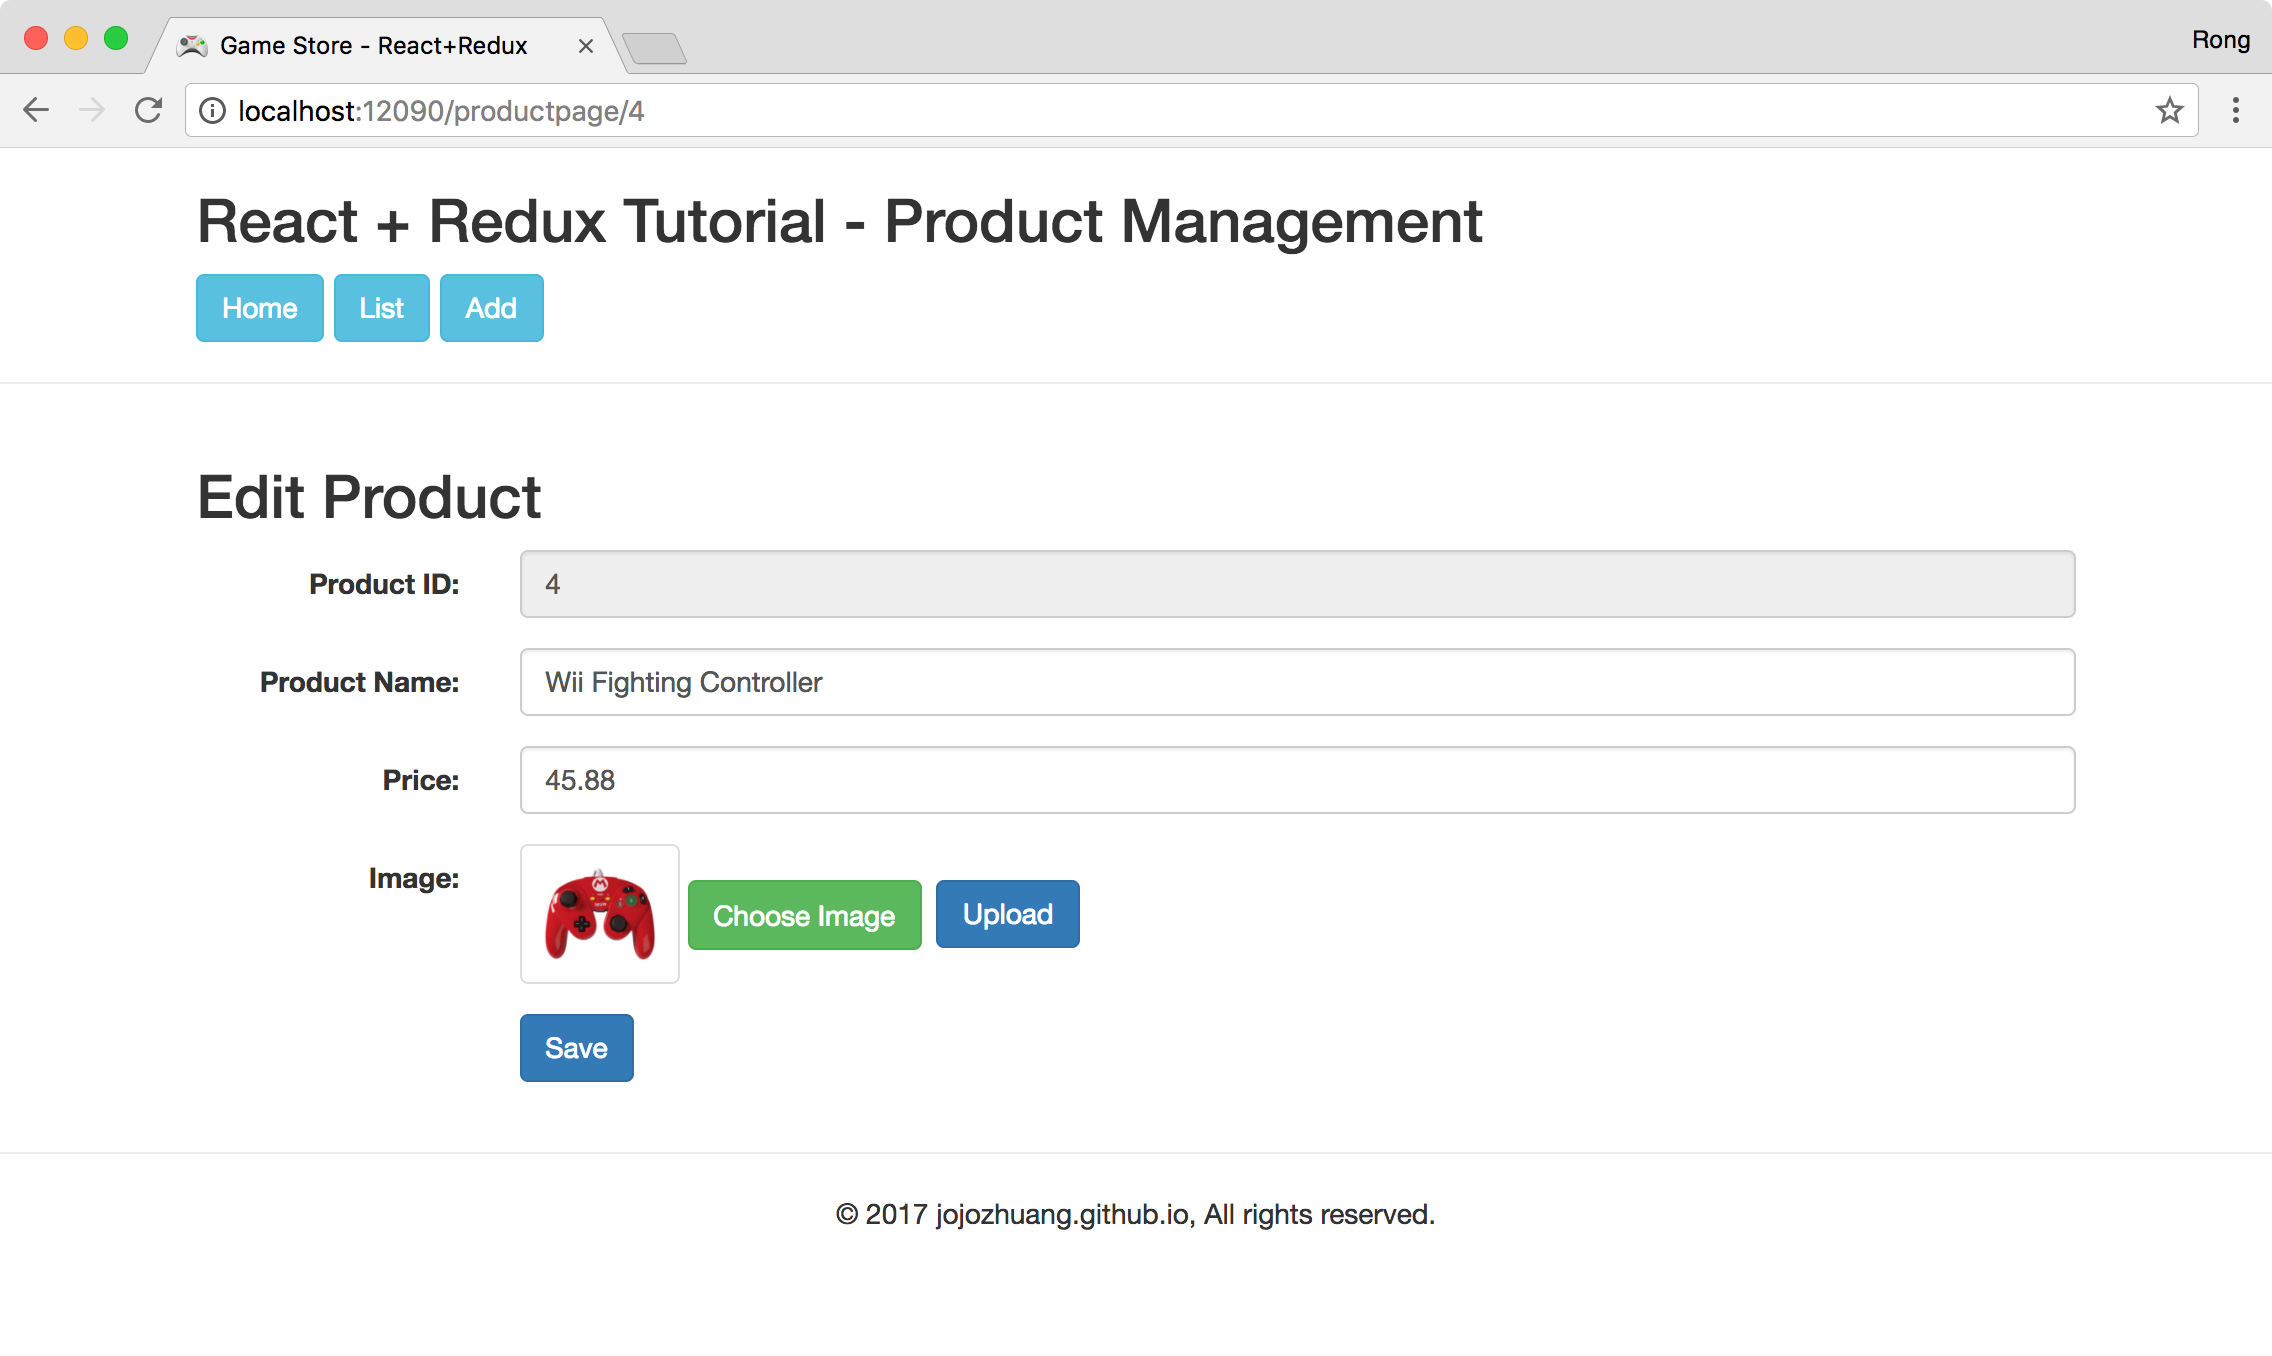 Game Store - React+Redux
Rong
localhost:12090/productpage/4
React + Redux Tutorial - Product Management
Home List Add
Edit Product
Product ID: 4
Product Name: Wii Fighting Controller
Price: 45.88
Image: M Choose Image Upload
Save
© 2017 jojozhuang.github.io, All rights reserved.